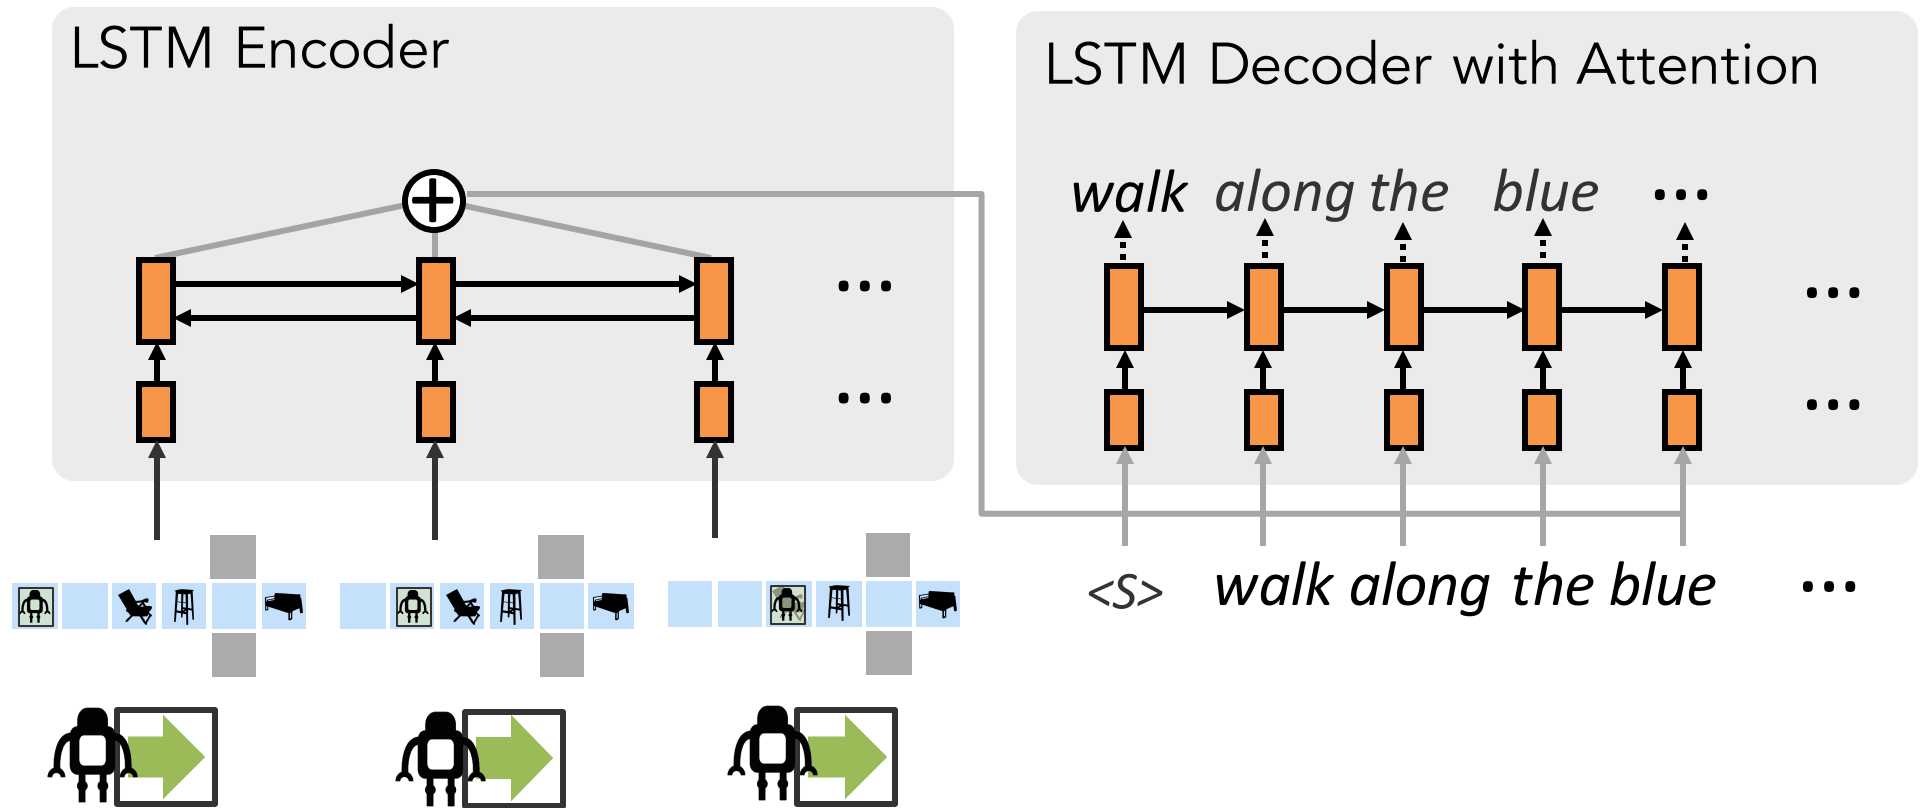 LSTM Encoder
LSTM Decoder with Attention
walk along the blue ...
...
...
...
...
<S> walk along the blue ...